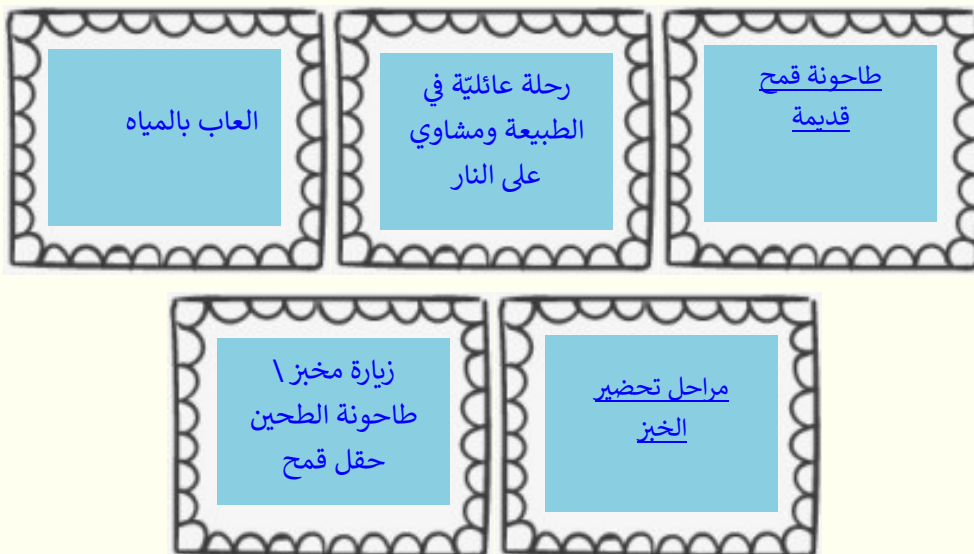 طاحونة قمح
قديمة
رحلة عائليّة في
الطبيعة ومشاوي
على النار
العاب بالمياه
مراحل تحضير
الخبز
زيارة مخبز \
طاحونة الطحين
حقل قمح